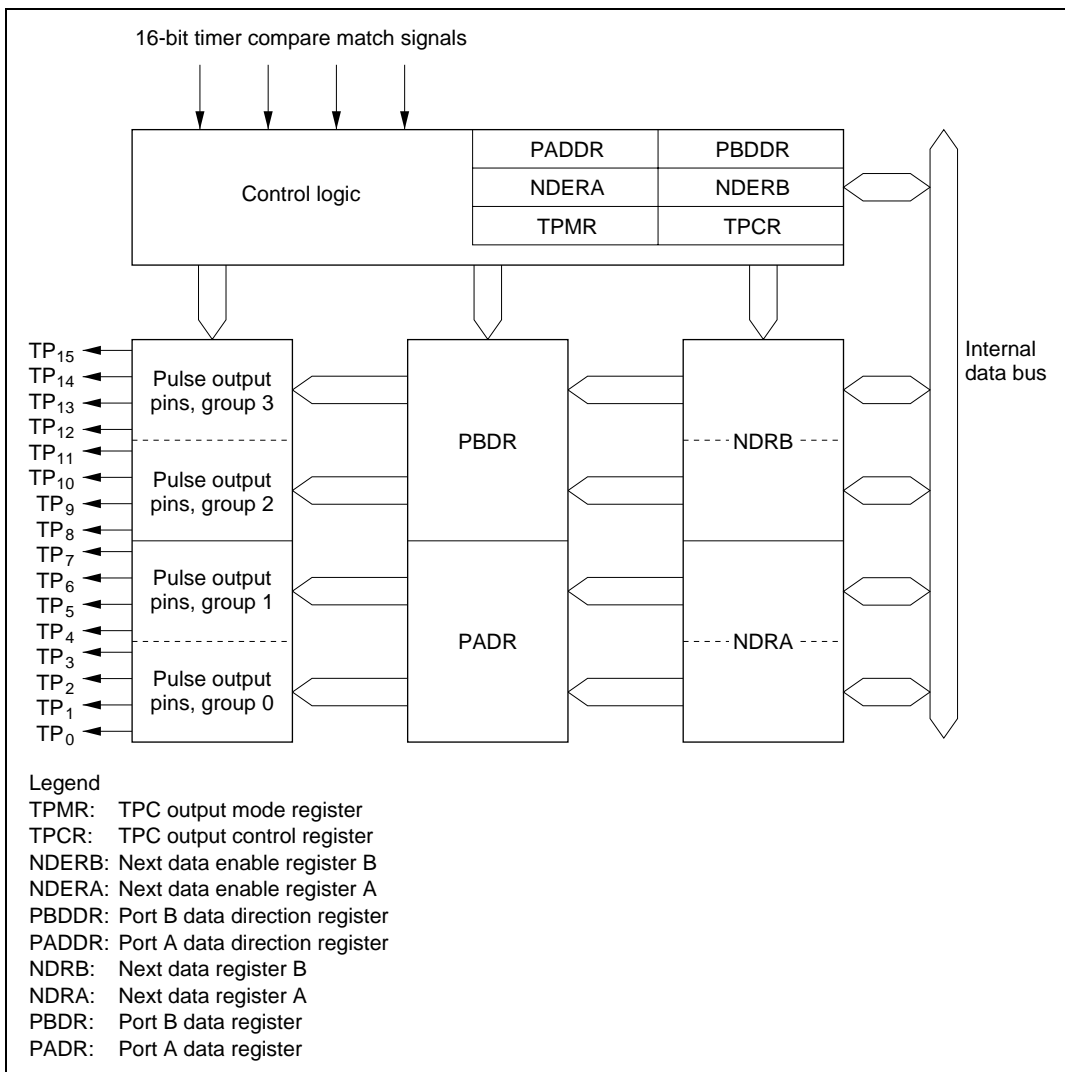 16-bit timer compare match signals
Control logic
PADDR
PBDDR
NDERA
NDERB
TPMR
TPCR
Internal
data bus
TP15
TP14
TP13
TP12
TP11
TP10
TP9
TP8
TP7
TP6
TP5
TP4
TP3
TP2
TP1
TP0
Pulse output
pins, group 3
Pulse output
pins, group 2
Pulse output
pins, group 1
Pulse output
pins, group 0
PBDR
PADR
NDRB
NDRA
Legend
TPMR: TPC output mode register
TPCR: TPC output control register
NDERB: Next data enable register B
NDERA: Next data enable register A
PBDDR: Port B data direction register
PADDR: Port A data direction register
NDRB: Next data register B
NDRA: Next data register A
PBDR: Port B data register
PADR: Port A data register